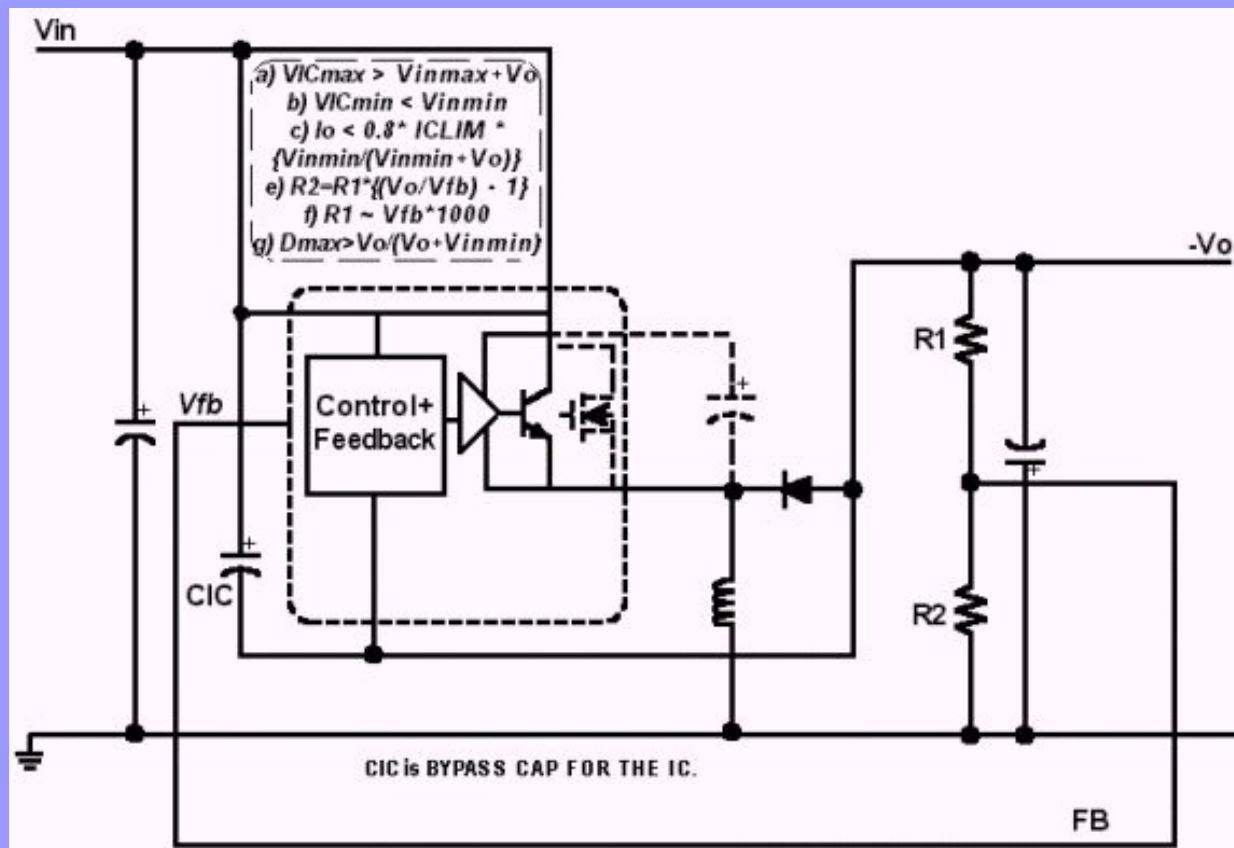 Vin
a) VICmax > Vinmax+Vo
b) VICmin < Vinmin
c) Io < 0.8* ICLIM *
{Vinmin/(Vinmin+Vo)}
e) R2=R1*{(Vo/Vfb) - 1}
f) R1 ~ Vfb*1000
g) Dmax>Vo/(Vo+Vinmin)
-Vo
R1
+
Vfb
+
Control+
Feedback
+
+
CIC
R2
CIC is BYPASS CAP FOR THE IC.
FB